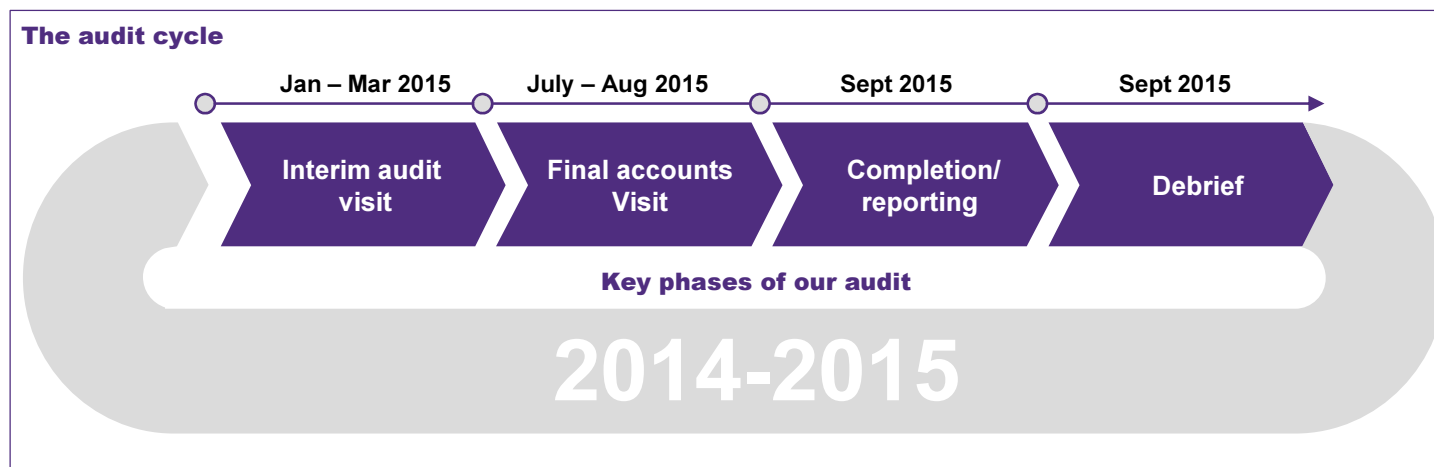 The audit cycle
Jan – Mar 2015
July – Aug 2015
Sept 2015
Sept 2015
Interim audit
visit
Final accounts
Visit
Completion/
reporting
Debrief
Key phases of our audit
2014-2015